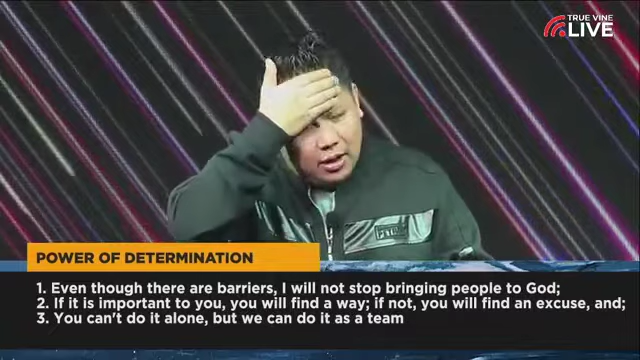 TRUE VINE
LIVE
PETROL
POWER OF DETERMINATION
1. Even though there are barriers, I will not stop bringing people to God;
2. If it is important to you, you will find a way; if not, you will find an excuse, and;
3. You can't do it alone, but we can do it as a team